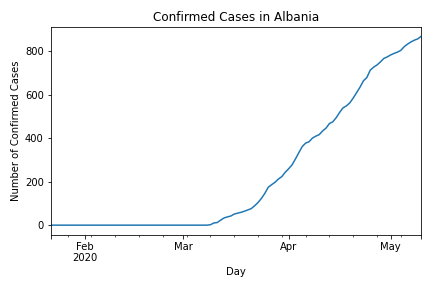 Confirmed Cases in Albania
Number of Confirmed Cases
800
600
400
200
0
Feb
2020
Mar
Apr
May
Day